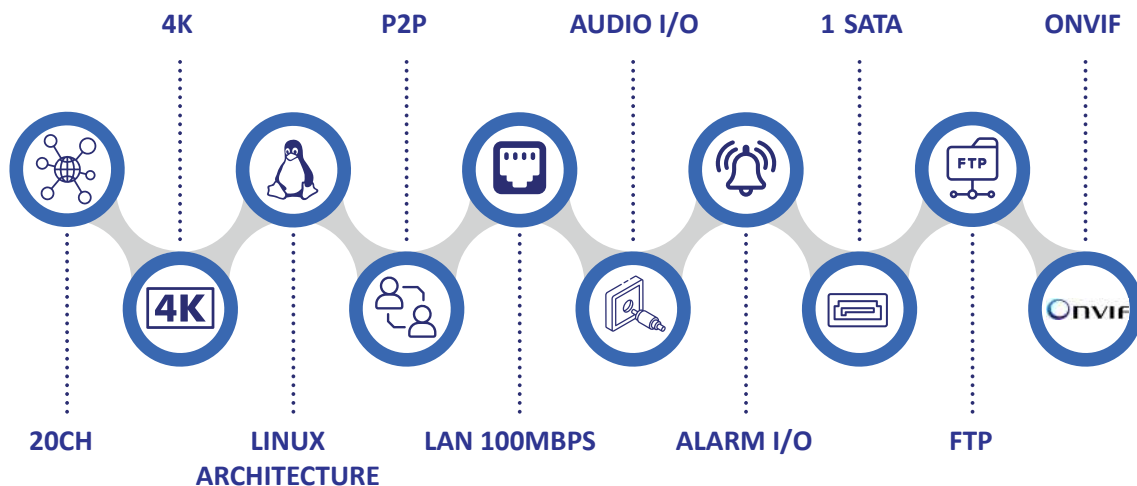 4K
P2P
AUDIO I/O
1 SATA
ONVIF
FTP
4K
ONVIF
20CH
LINUX
ARCHITECTURE
LAN 100MBPS
ALARM I/O
FTP